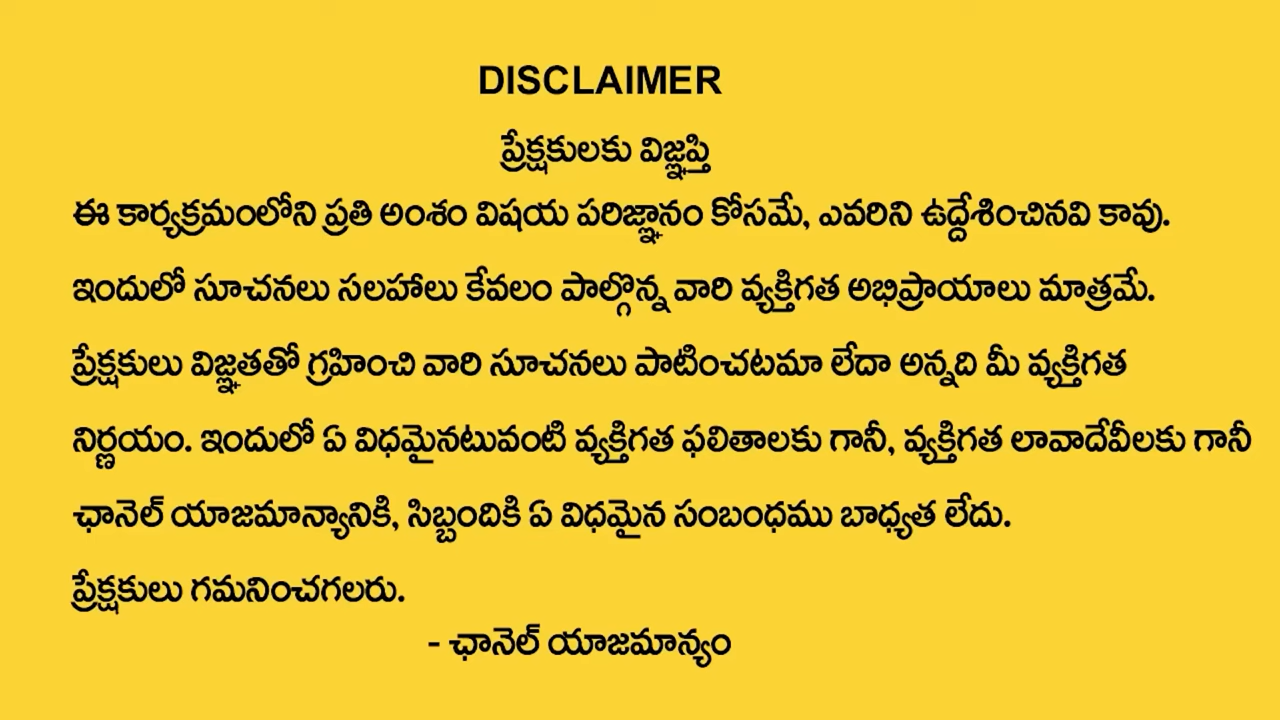 DISCLAIMER
ప్రేక్షకులకు విజ్ఞప్తి
ఈ కార్యక్రమంలోని ప్రతి అంశం విషయ పరిజ్ఞానం కోసమే, ఎవరిని ఉద్దేశించినవి కావు.
ఇందులో సూచనలు సలహాలు కేవలం పాల్గొన్న వారి వ్యక్తిగత అభిప్రాయాలు మాత్రమే.
ప్రేక్షకులు విజ్ఞతతో గ్రహించి వారి సూచనలు పాటించటమా లేదా అన్నది మీ వ్యక్తిగత
నిర్ణయం. ఇందులో ఏ విధమైనటువంటి వ్యక్తిగత ఫలితాలకు గానీ, వ్యక్తిగత లావాదేవీలకు గానీ
ఛానెల్ యాజమాన్యానికి, సిబ్బందికి ఏ విధమైన సంబంధము బాధ్యత లేదు.
ప్రేక్షకులు గమనించగలరు.
- ఛానెల్ యాజమాన్యం